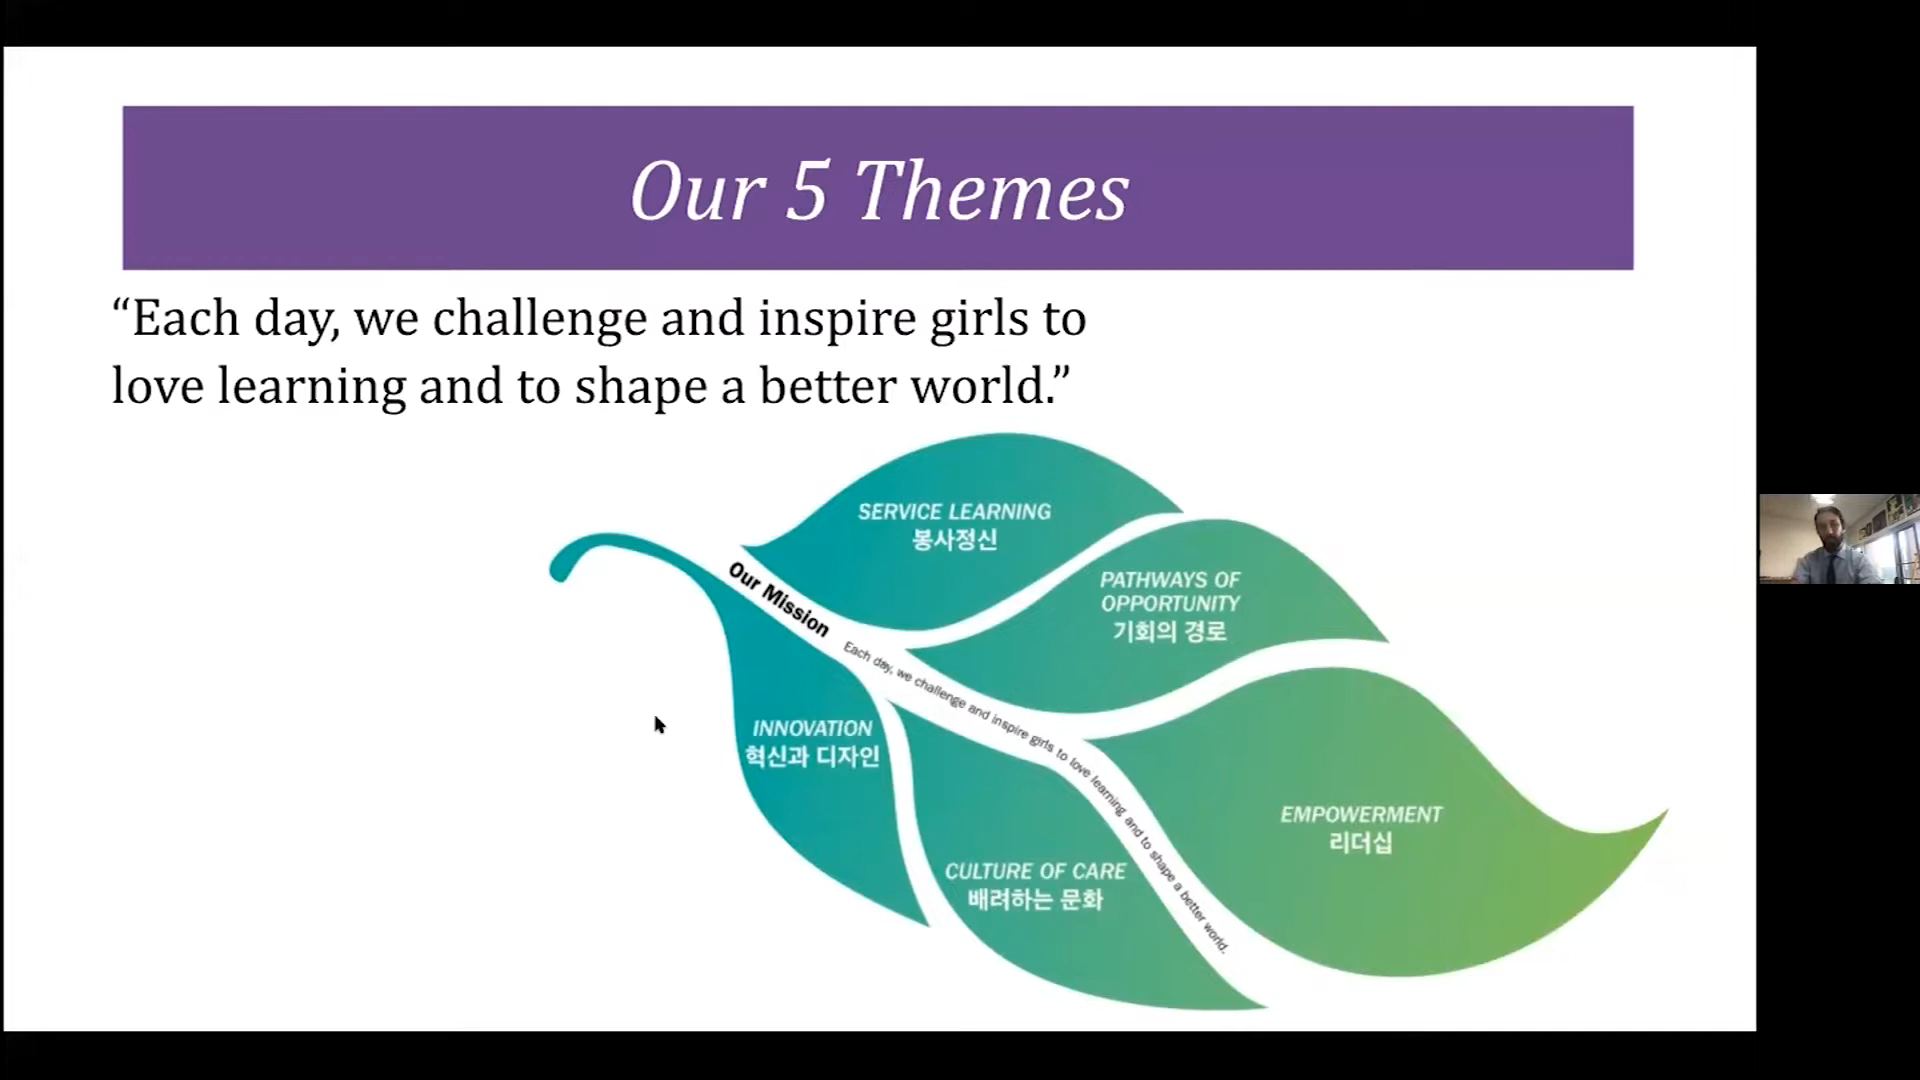 Our 5 Themes
“Each day, we challenge and inspire girls to
love learning and to shape a better world.”
SERVICE LEARNING
봉사정신
PATHWAYS OF
OPPORTUNITY
기회의 경로
Our Mission
Each day, we challenge and inspire girls to love learning and to shape a better world.
INNOVATION
혁신과 디자인
EMPOWERMENT
리더십
CULTURE OF CARE
배려하는 문화